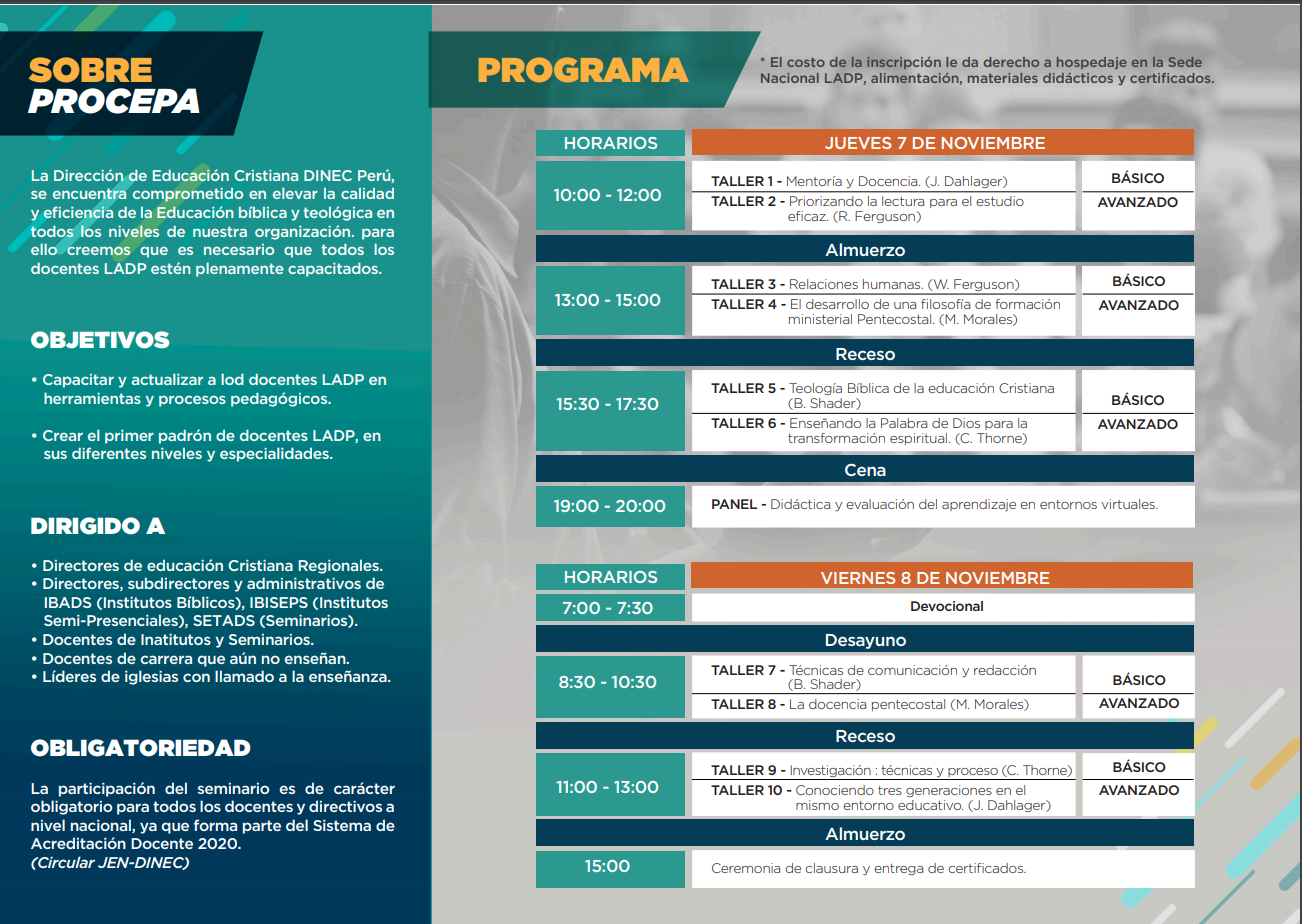 SOBRE
PROCEPA
La Dirección de Educación Cristiana DINEC Perú,
se encuentra comprometido en elevar la calidad
y eficiencia de la Educación bíblica y teológica en
todos los niveles de nuestra organización. para
ello creemos que es necesario que todos los
docentes LADP estén plenamente capacitados.
OBJETIVOS
• Capacitar y actualizar a lod docentes LADP en
herramientas y procesos pedagógicos.
• Crear el primer padrón de docentes LADP, en
sus diferentes niveles y especialidades.
DIRIGIDO A
• Directores de educación Cristiana Regionales.
• Directores, subdirectores y administrativos de
IBADS (Institutos Bíblicos), IBISEPS (Institutos
Semi-Presenciales), SETADS (Seminarios).
• Docentes de Inatitutos y Seminarios.
• Docentes de carrera que aún no enseñan.
• Líderes de iglesias con llamado a la enseñanza.
OBLIGATORIEDAD
La participación del seminario es de carácter
obligatorio para todos los docentes y directivos a
nivel nacional, ya que forma parte del Sistema de
Acreditación Docente 2020.
(Circular JEN-DINEC)
PROGRAMA
* El costo de la inscripción le da derecho a hospedaje en la Sede
Nacional LADP, alimentación, materiales didácticos y certificados.
HORARIOS JUEVES 7 DE NOVIEMBRE
10:00 - 12:00
TALLER 1 - Mentoría y Docencia. (J. Dahlager) BÁSICO
TALLER 2 - Priorizando la lectura para el estudio AVANZADO
eficaz. (R. Ferguson)
Almuerzo
13:00 - 15:00
TALLER 3 - Relaciones humanas. (W. Ferguson) BÁSICO
TALLER 4 - El desarrollo de una filosofía de formación AVANZADO
ministerial Pentecostal. (M. Morales)
Receso
15:30 - 17:30
TALLER 5 - Teología Bíblica de la educación Cristiana
(B. Shader) BÁSICO
TALLER 6 - Enseñando la Palabra de Dios para la AVANZADO
transformación espiritual. (C. Thorne)
Cena
19:00 - 20:00 PANEL - Didáctica y evaluación del aprendizaje en entornos virtuales.
HORARIOS VIERNES 8 DE NOVIEMBRE
7:00 - 7:30 Devocional
Desayuno
8:30 - 10:30
TALLER 7 - Técnicas de comunicación y redacción
(B. Shader) BÁSICO
TALLER 8 - La docencia pentecostal (M. Morales) AVANZADO
Receso
11:00 - 13:00
TALLER 9 - Investigación : técnicas y proceso (C. Thorne) BÁSICO
TALLER 10 - Conociendo tres generaciones en el AVANZADO
mismo entorno educativo. (J. Dahlager)
Almuerzo
15:00 Ceremonia de clausura y entrega de certificados.